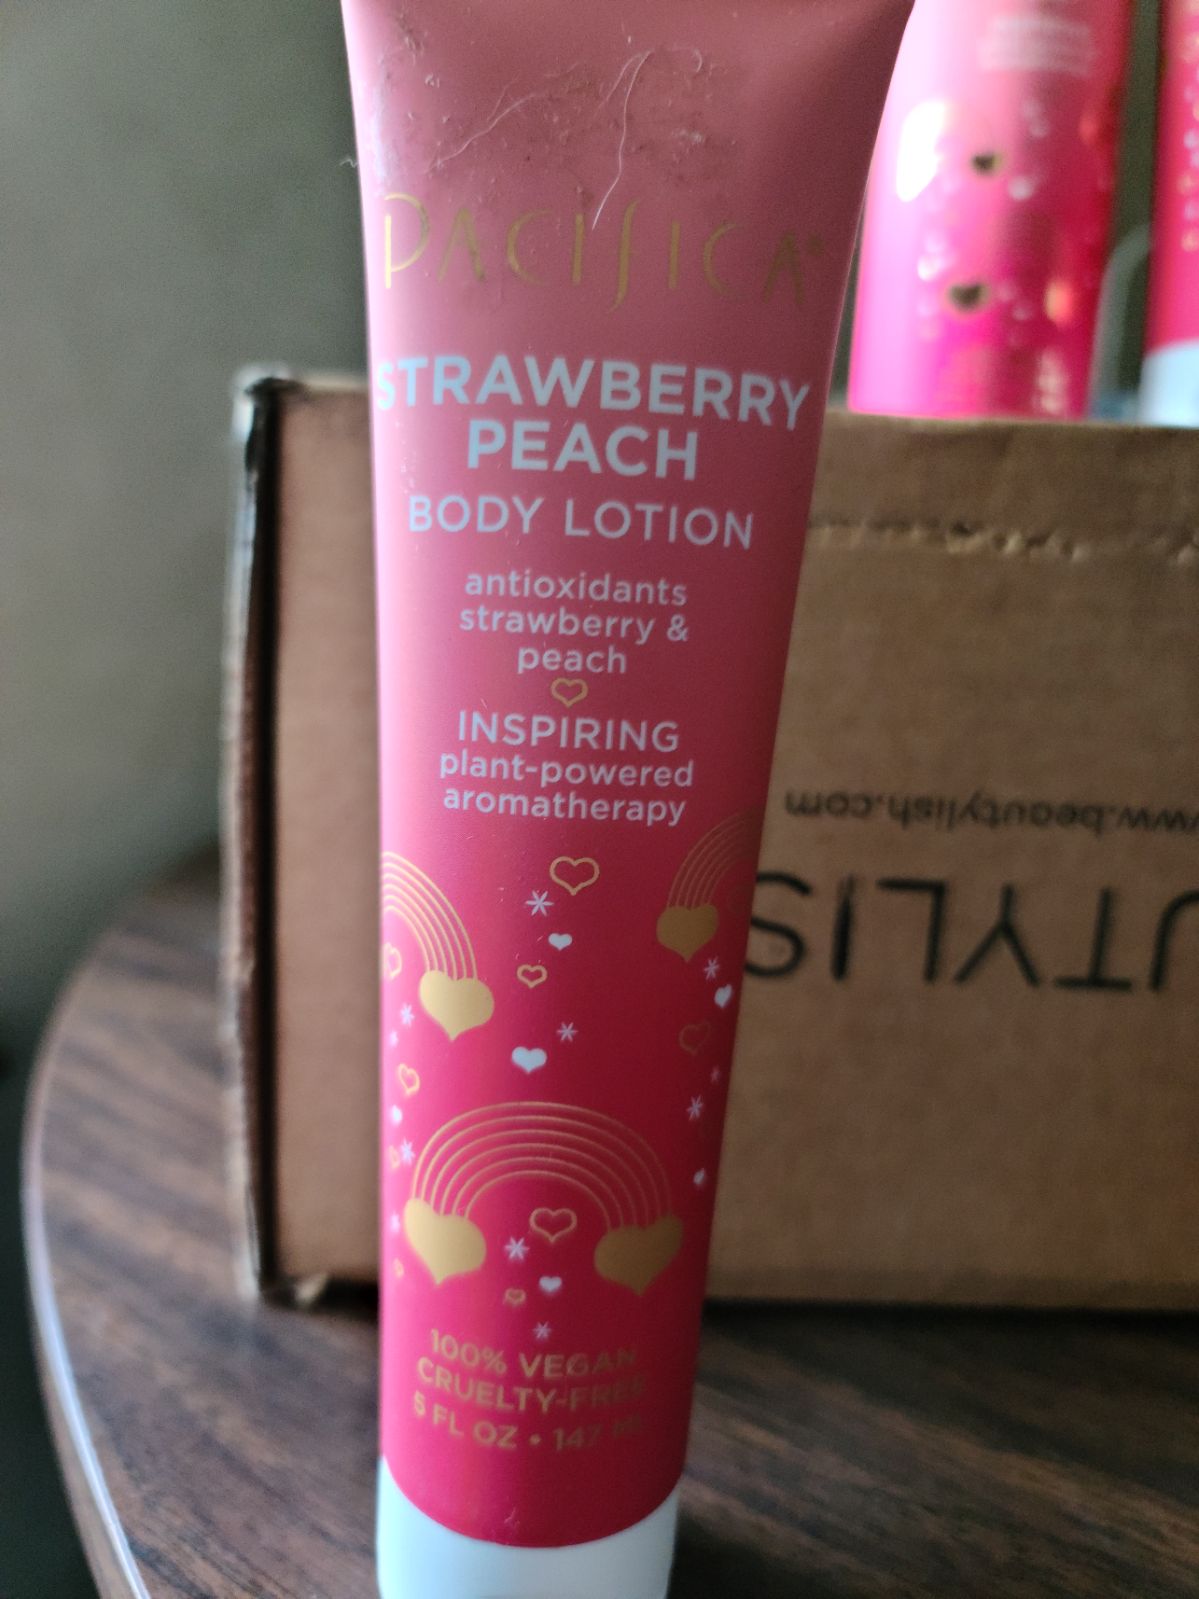 PACIFICA
STRAWBERRY
PEACH
BODY LOTION
antioxidants
strawberry &
peach
INSPIRING
plant-powered
aromatherapy
100% VEGAN
CRUELTY-FREE
5 FL OZ • 147 mL
www.beautylish.com
UTYLIS